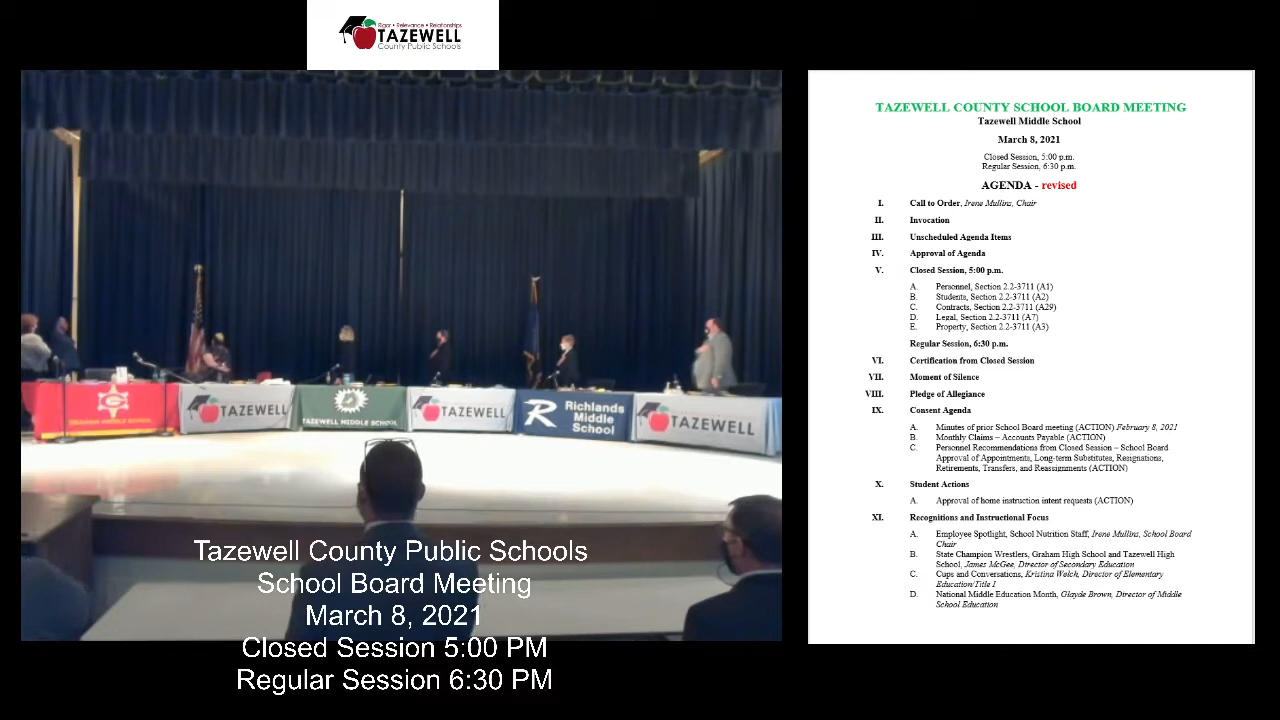 Rigor • Relevance • Relationships
TAZEWELL
County Public Schools
TAZEWELL COUNTY SCHOOL BOARD MEETING
Tazewell Middle School
March 8, 2021
Closed Session, 5:00 p.m.
Regular Session, 6:30 p.m.
AGENDA - revised
I. Call to Order, Irene Mullins, Chair
II. Invocation
III. Unscheduled Agenda Items
IV. Approval of Agenda
V. Closed Session, 5:00 p.m.
A. Personnel, Section 2.2-3711 (A1)
B. Students, Section 2.2-3711 (A2)
C. Contracts, Section 2.2-3711 (A29)
D. Legal, Section 2.2-3711 (A7)
E. Property, Section 2.2-3711 (A3)
Regular Session, 6:30 p.m.
VI. Certification from Closed Session
VII. Moment of Silence
VIII. Pledge of Allegiance
IX. Consent Agenda
A. Minutes of prior School Board meeting (ACTION) February 8, 2021
B. Monthly Claims – Accounts Payable (ACTION)
C. Personnel Recommendations from Closed Session – School Board
Approval of Appointments, Long-term Substitutes, Resignations,
Retirements, Transfers, and Reassignments (ACTION)
X. Student Actions
A. Approval of home instruction intent requests (ACTION)
XI. Recognitions and Instructional Focus
A. Employee Spotlight, School Nutrition Staff, Irene Mullins, School Board
Chair
B. State Champion Wrestlers, Graham High School and Tazewell High
School, James McGee, Director of Secondary Education
C. Cups and Conversations, Kristina Welch, Director of Elementary
Education/Title I
D. National Middle Education Month, Glayde Brown, Director of Middle
School Education
G
GRAHAM MIDDLE SCHOOL
TAZEWELL
TAZEWELL MIDDLE SCHOOL
TAZEWELL
R
Richlands
Middle
School
TAZEWELL
Tazewell County Public Schools
School Board Meeting
March 8, 2021
Closed Session 5:00 PM
Regular Session 6:30 PM